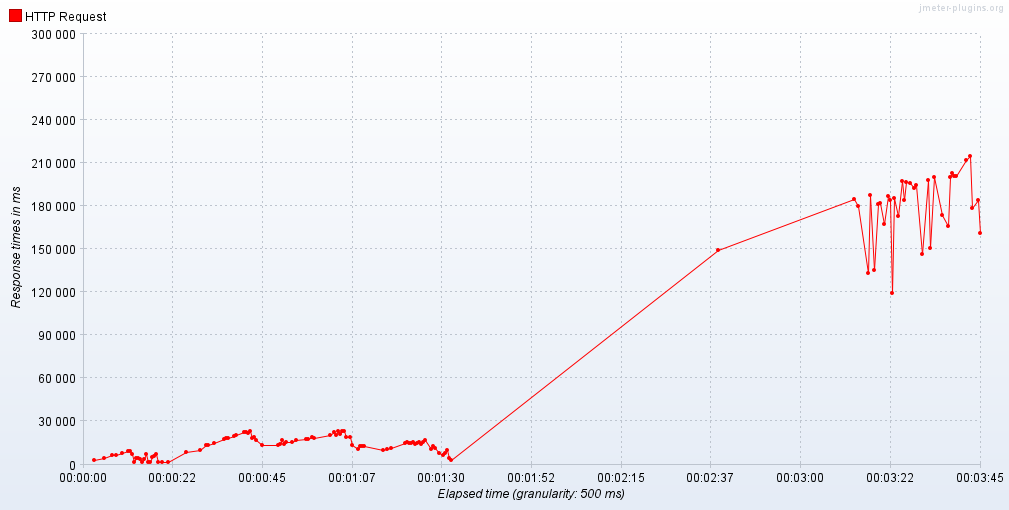 jmeter-plugins.org
HTTP Request
300 000
270 000
240 000
210 000
180 000
150 000
120 000
90 000
60 000
30 000
0
Response times in ms
00:00:00 00:00:22 00:00:45 00:01:07 00:01:30 00:01:52 00:02:15 00:02:37 00:03:00 00:03:22 00:03:45
Elapsed time (granularity: 500 ms)